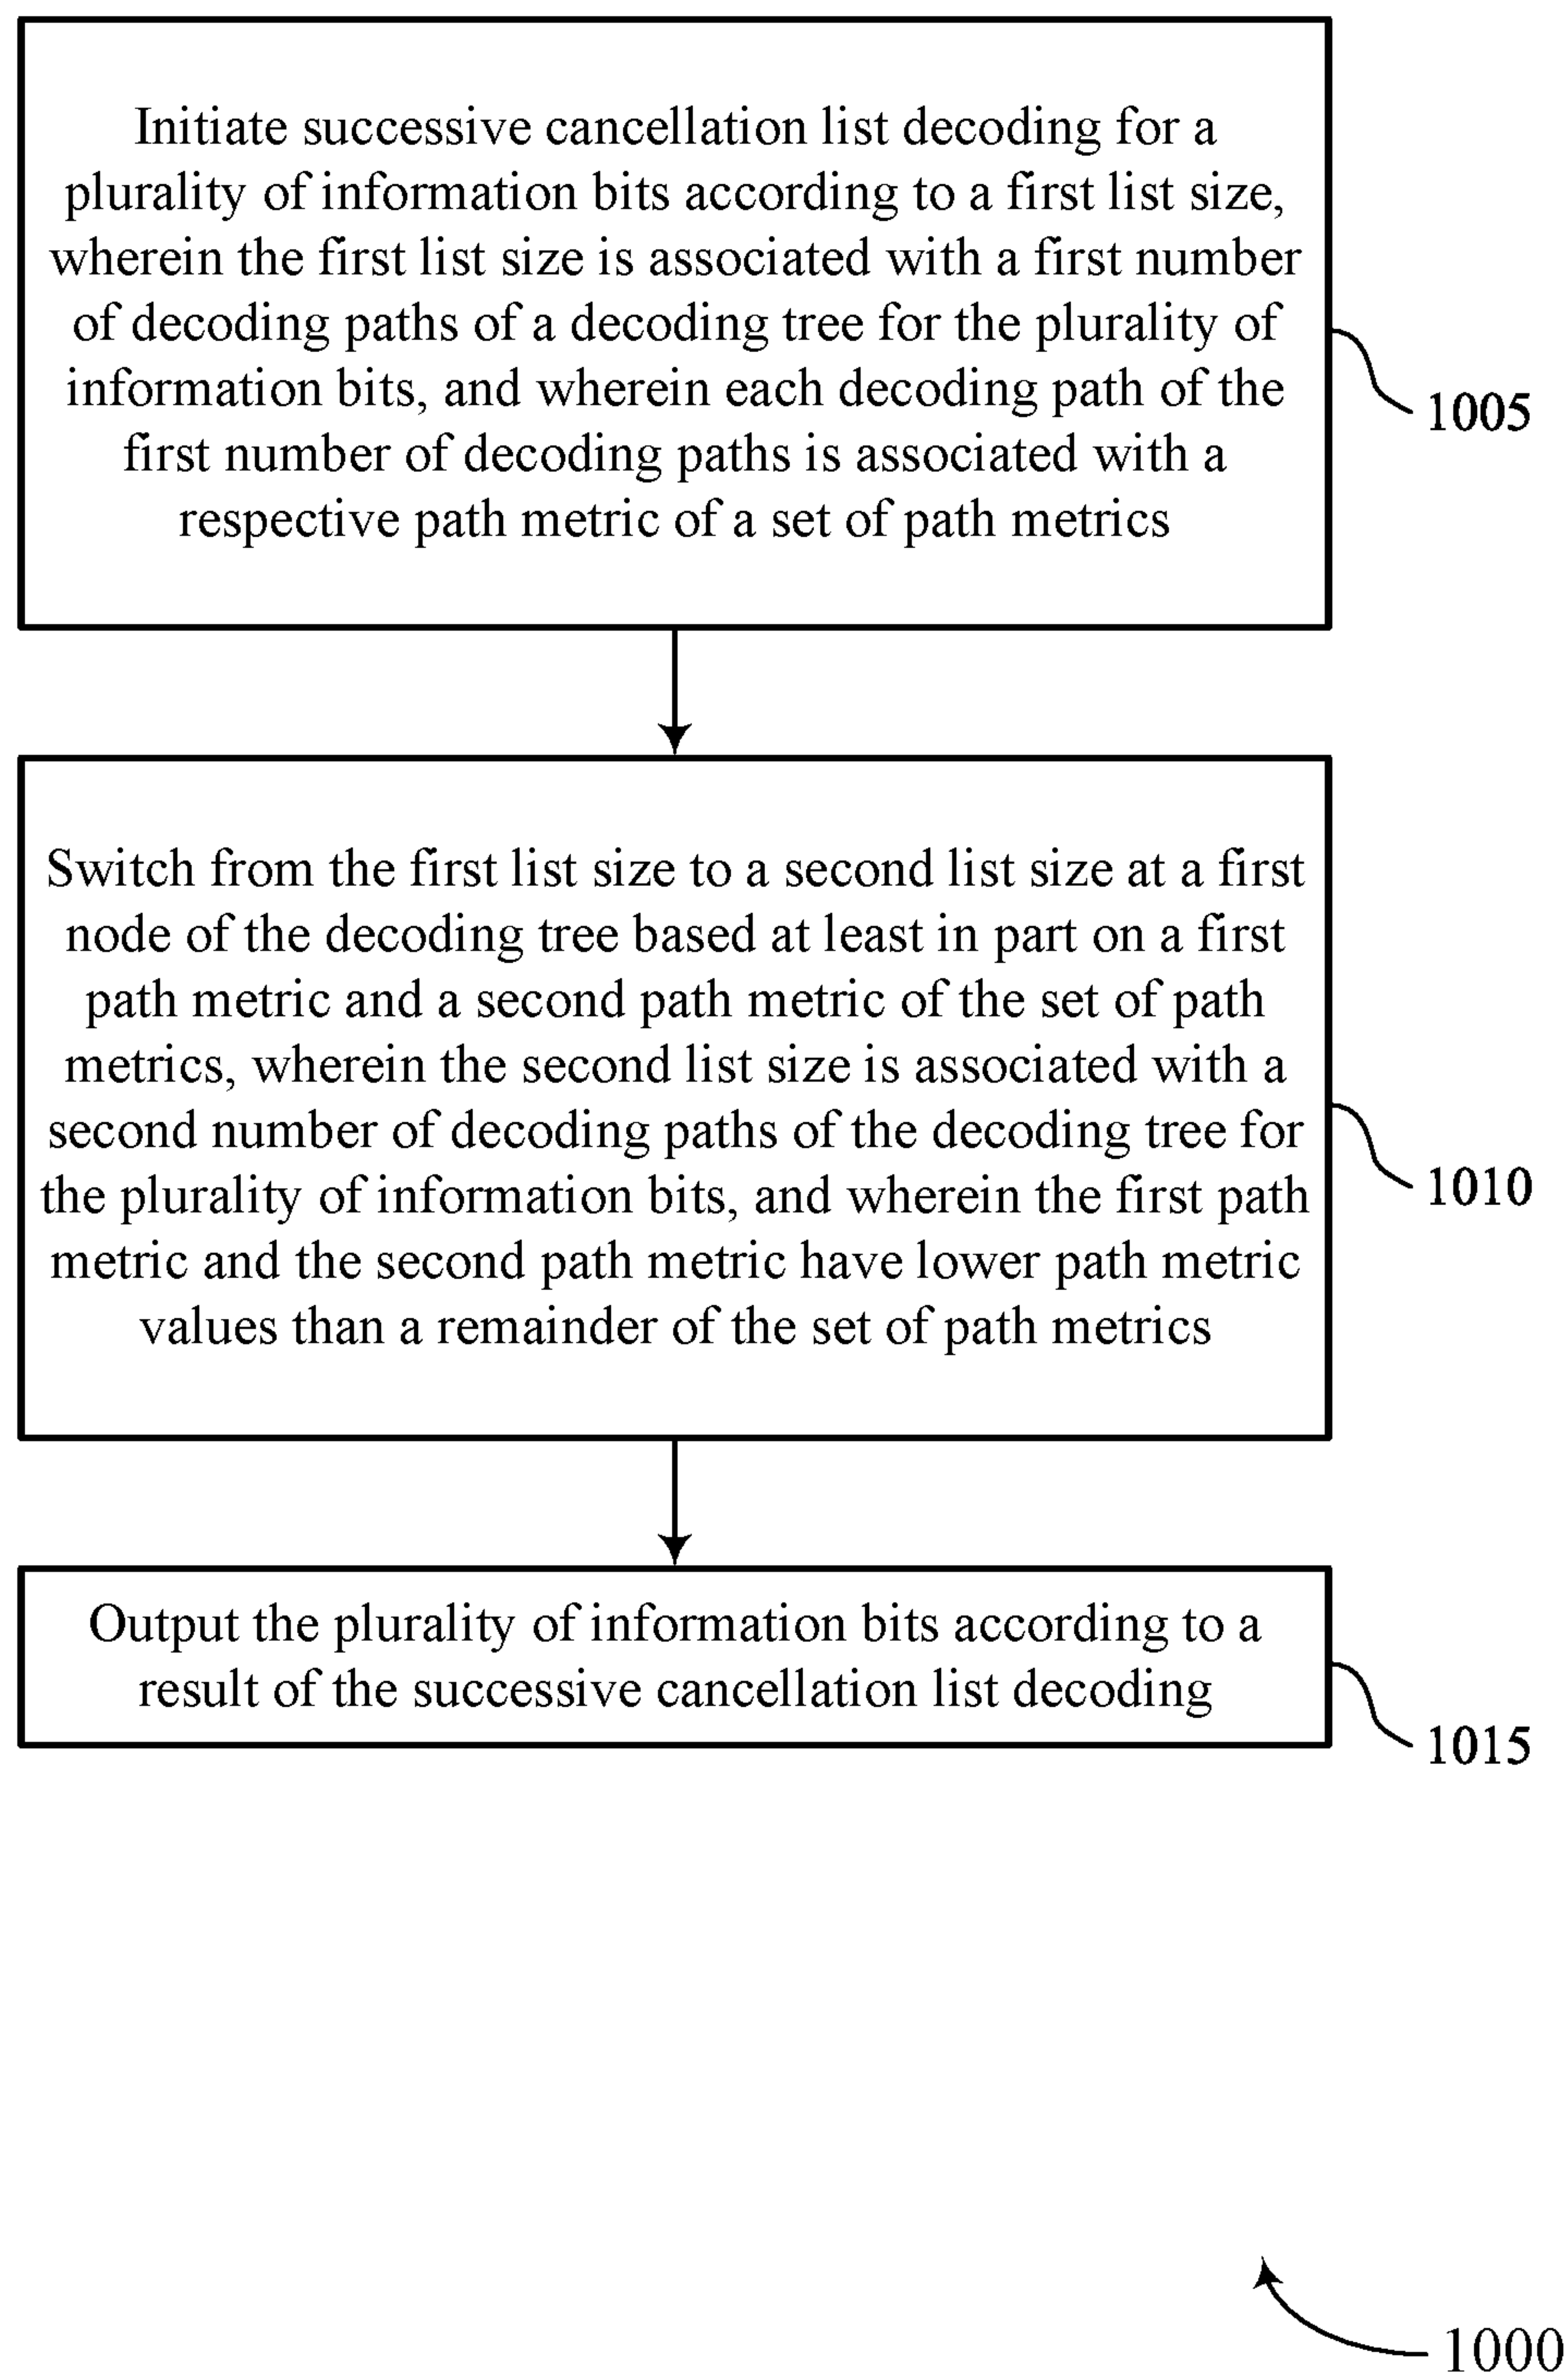 Initiate successive cancellation list decoding for a
plurality of information bits according to a first list size,
wherein the first list size is associated with a first number
of decoding paths of a decoding tree for the plurality of
information bits, and wherein each decoding path of the
first number of decoding paths is associated with a
respective path metric of a set of path metrics
1005
Switch from the first list size to a second list size at a first
node of the decoding tree based at least in part on a first
path metric and a second path metric of the set of path
metrics, wherein the second list size is associated with a
second number of decoding paths of the decoding tree for
the plurality of information bits, and wherein the first path
metric and the second path metric have lower path metric
values than a remainder of the set of path metrics
1010
Output the plurality of information bits according to a
result of the successive cancellation list decoding
1015
1000